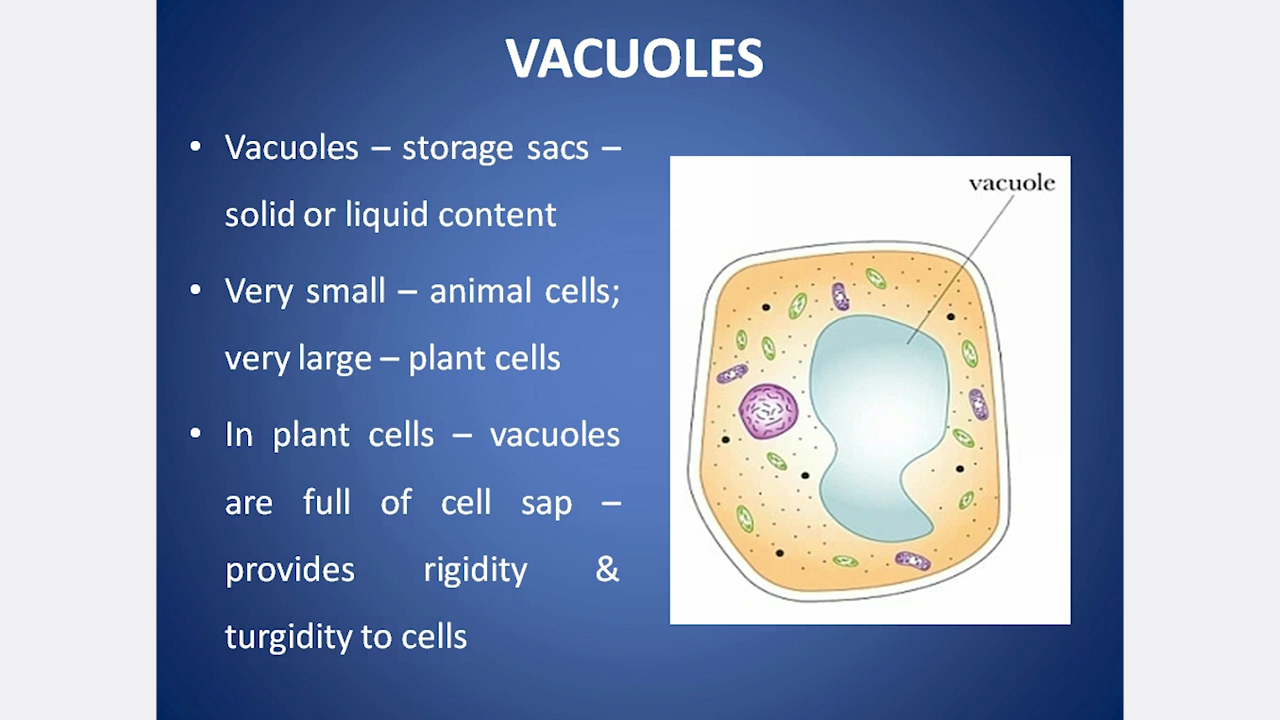 VACUOLES
• Vacuoles – storage sacs –
solid or liquid content
• Very small – animal cells;
very large – plant cells
• In plant cells – vacuoles
are full of cell sap –
provides rigidity &
turgidity to cells
vacuole